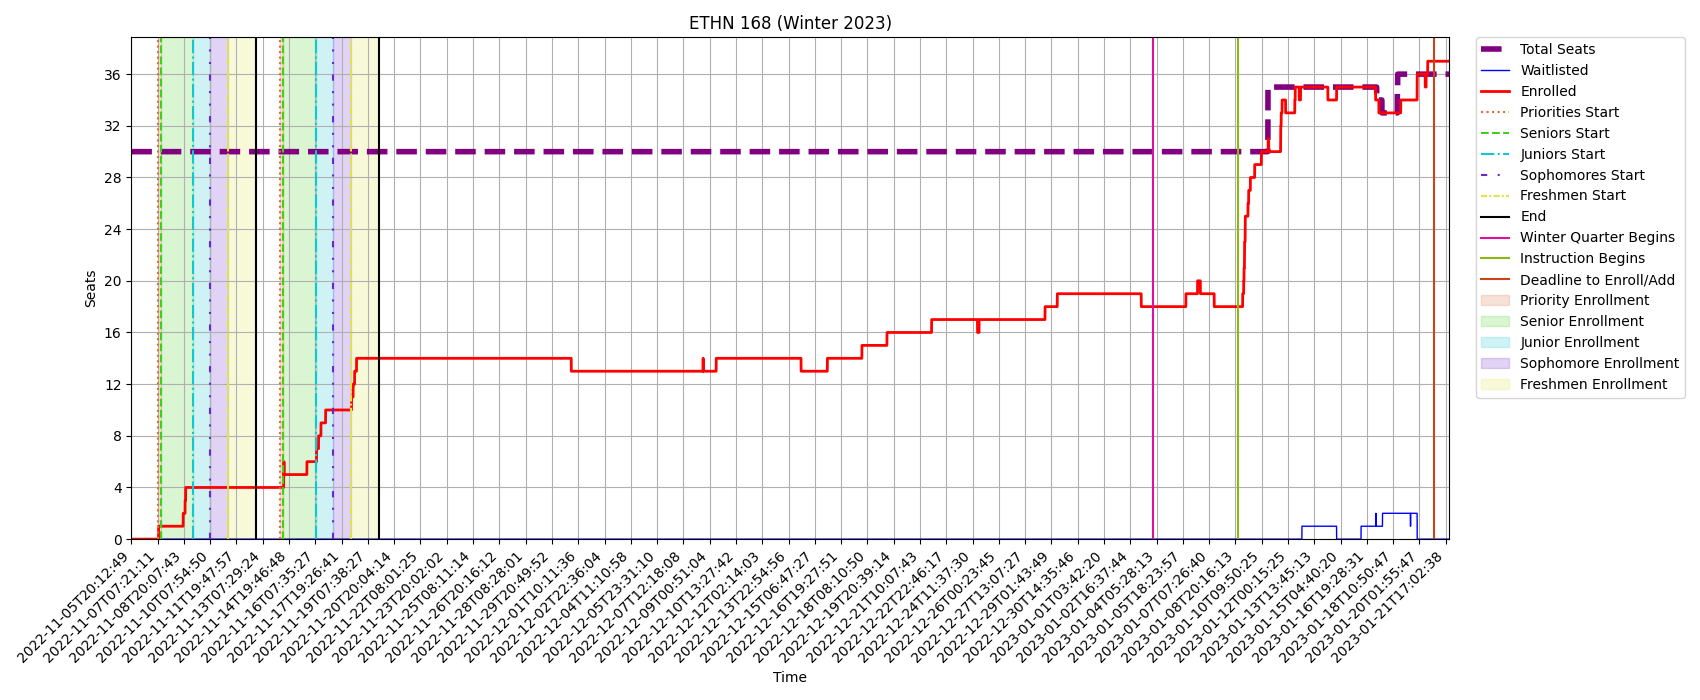 ETHN 168 (Winter 2023)
Seats
36
32
28
24
20
16
12
8
4
0
2022-11-05T20:12:49
2022-11-07T07:21:11
2022-11-08T20:07:43
2022-11-10T07:54:50
2022-11-11T19:47:57
2022-11-13T07:29:24
2022-11-14T19:46:48
2022-11-16T07:35:27
2022-11-17T19:26:41
2022-11-19T07:38:27
2022-11-20T20:04:14
2022-11-22T08:01:25
2022-11-23T20:02:02
2022-11-25T08:11:14
2022-11-26T20:16:12
2022-11-28T08:28:01
2022-11-29T20:49:52
2022-12-01T10:11:36
2022-12-02T22:36:04
2022-12-04T11:10:58
2022-12-05T23:31:10
2022-12-07T12:18:08
2022-12-09T00:51:04
2022-12-10T13:27:42
2022-12-12T02:14:03
2022-12-13T22:54:56
2022-12-15T06:47:27
2022-12-16T19:27:51
2022-12-18T08:10:50
2022-12-19T20:39:14
2022-12-21T10:07:43
2022-12-22T22:46:17
2022-12-24T11:37:30
2022-12-26T00:23:45
2022-12-27T13:07:27
2022-12-29T01:43:49
2022-12-30T14:35:46
2023-01-01T03:42:20
2023-01-02T16:37:44
2023-01-04T05:28:13
2023-01-05T18:23:57
2023-01-07T07:26:40
2023-01-08T20:16:13
2023-01-10T09:50:25
2023-01-12T00:15:25
2023-01-13T13:45:13
2023-01-15T04:40:20
2023-01-16T19:28:31
2023-01-18T10:50:47
2023-01-20T01:55:47
2023-01-21T17:02:38
Time
Total Seats
Waitlisted
Enrolled
Priorities Start
Seniors Start
Juniors Start
Sophomores Start
Freshmen Start
End
Winter Quarter Begins
Instruction Begins
Deadline to Enroll/Add
Priority Enrollment
Senior Enrollment
Junior Enrollment
Sophomore Enrollment
Freshmen Enrollment